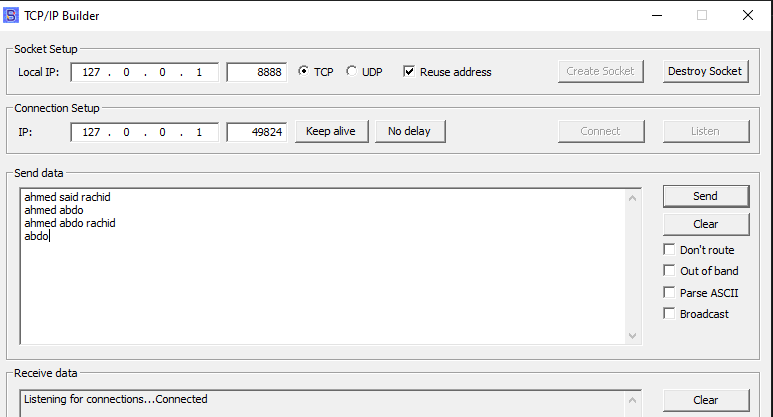 TCP/IP Builder
Socket Setup
Local IP: 127 . 0 . 0 . 1 8888 TCP UDP Reuse address Create Socket Destroy Socket
Connection Setup
IP: 127 . 0 . 0 . 1 49824 Keep alive No delay Connect Listen
Send data
ahmed said rachid
ahmed abdo
ahmed abdo rachid
abdo
Send
Clear
Don't route
Out of band
Parse ASCII
Broadcast
Receive data
Listening for connections...Connected
Clear